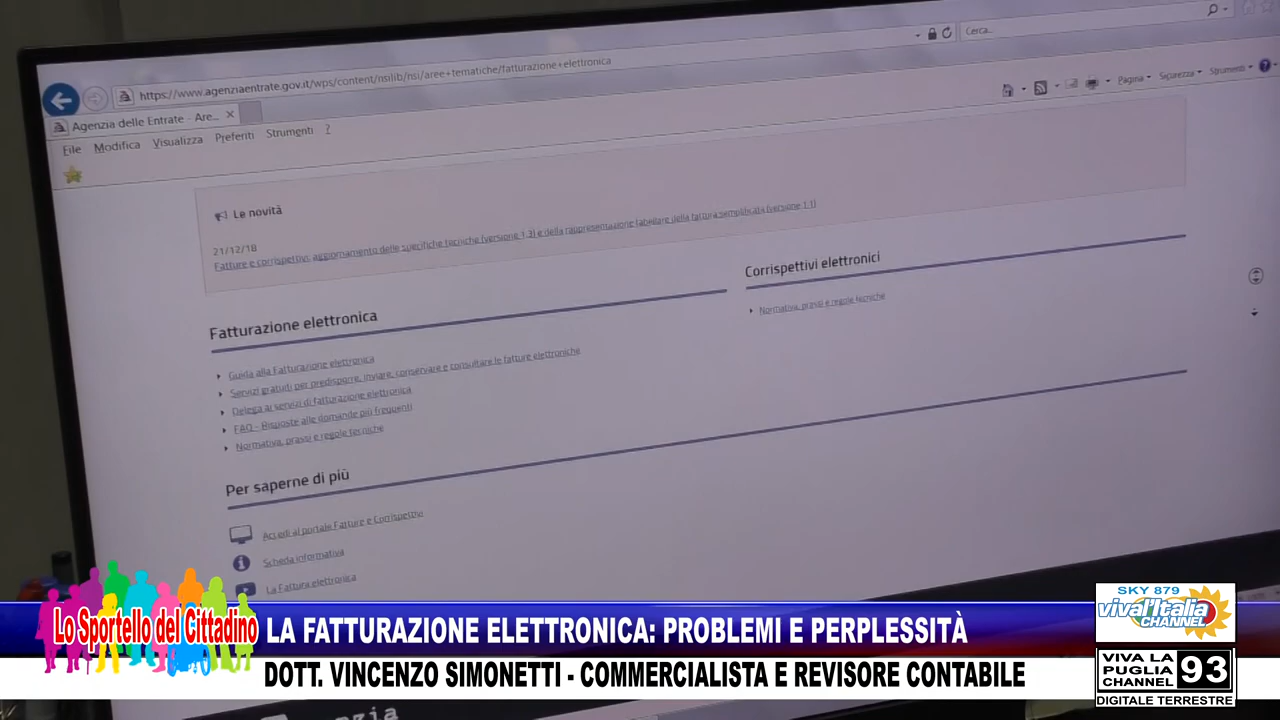 https://www.agenziaentrate.gov.it/wps/content/nsilib/nsi/aree+tematiche/fatturazione+elettronica
Cerca...
Agenzia delle Entrate - Are...
Pagina
Sicurezza
Strumenti
File Modifica Visualizza Preferiti Strumenti ?
Le novità
21/12/18
Fatture e corrispettivi: aggiornamento delle specifiche tecniche (versione 1.3) e della rappresentazione tabellare della fattura semplificata (versione 1.1)
Fatturazione elettronica
Guida alla Fatturazione elettronica
Servizi gratuiti per predisporre, inviare, conservare e consultare le fatture elettroniche
Delega ai servizi di fatturazione elettronica
FAQ - Risposte alle domande più frequenti
Normativa, prassi e regole tecniche
Corrispettivi elettronici
Normativa, prassi e regole tecniche
Per saperne di più
Accedi al portale Fatture e Corrispettivi
Scheda informativa
La Fattura elettronica
Lo Sportello del Cittadino
LA FATTURAZIONE ELETTRONICA: PROBLEMI E PERPLESSITÀ
DOTT. VINCENZO SIMONETTI - COMMERCIALISTA E REVISORE CONTABILE
SKY 879
vival'Italia
CHANNEL
VIVA LA
PUGLIA
CHANNEL
93
DIGITALE TERRESTRE